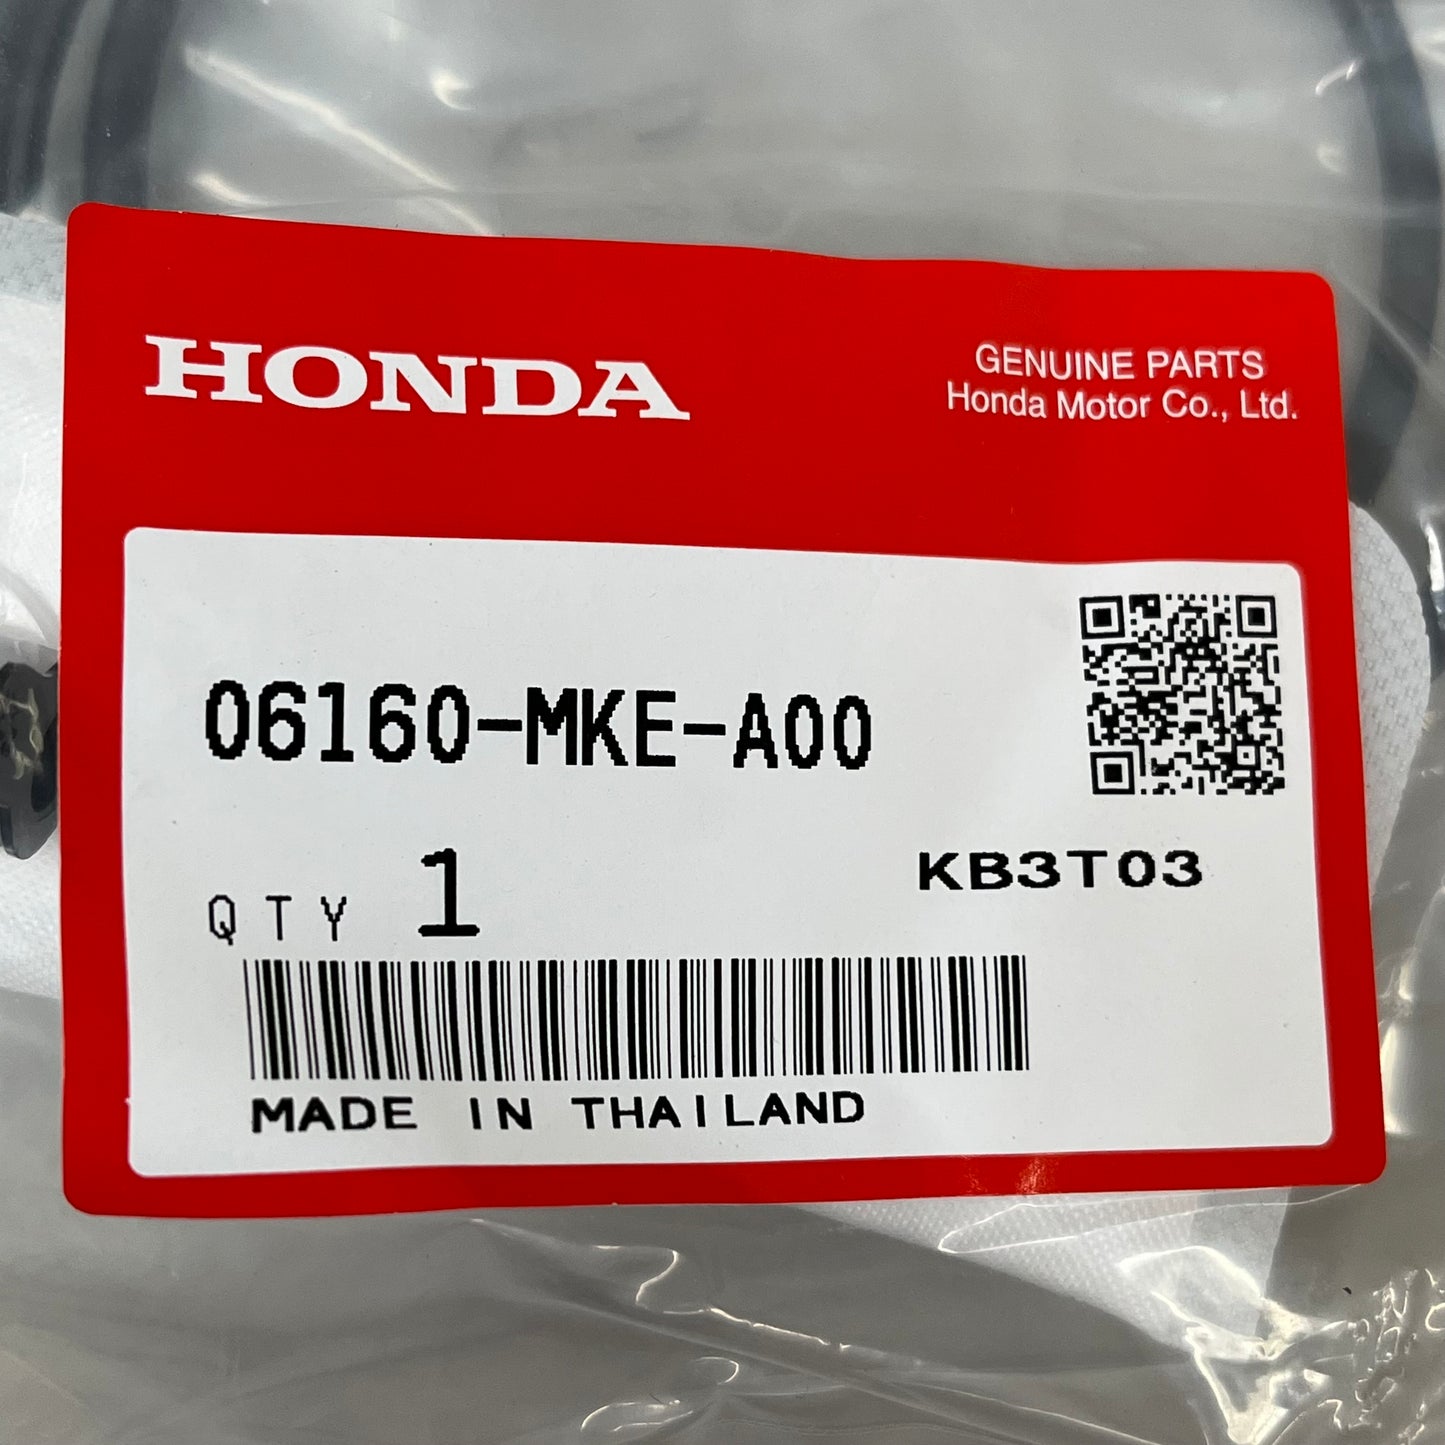 HONDA
GENUINE PARTS
Honda Motor Co., Ltd.
06160-MKE-A00
QTY 1
KB3T03
MADE IN THAILAND